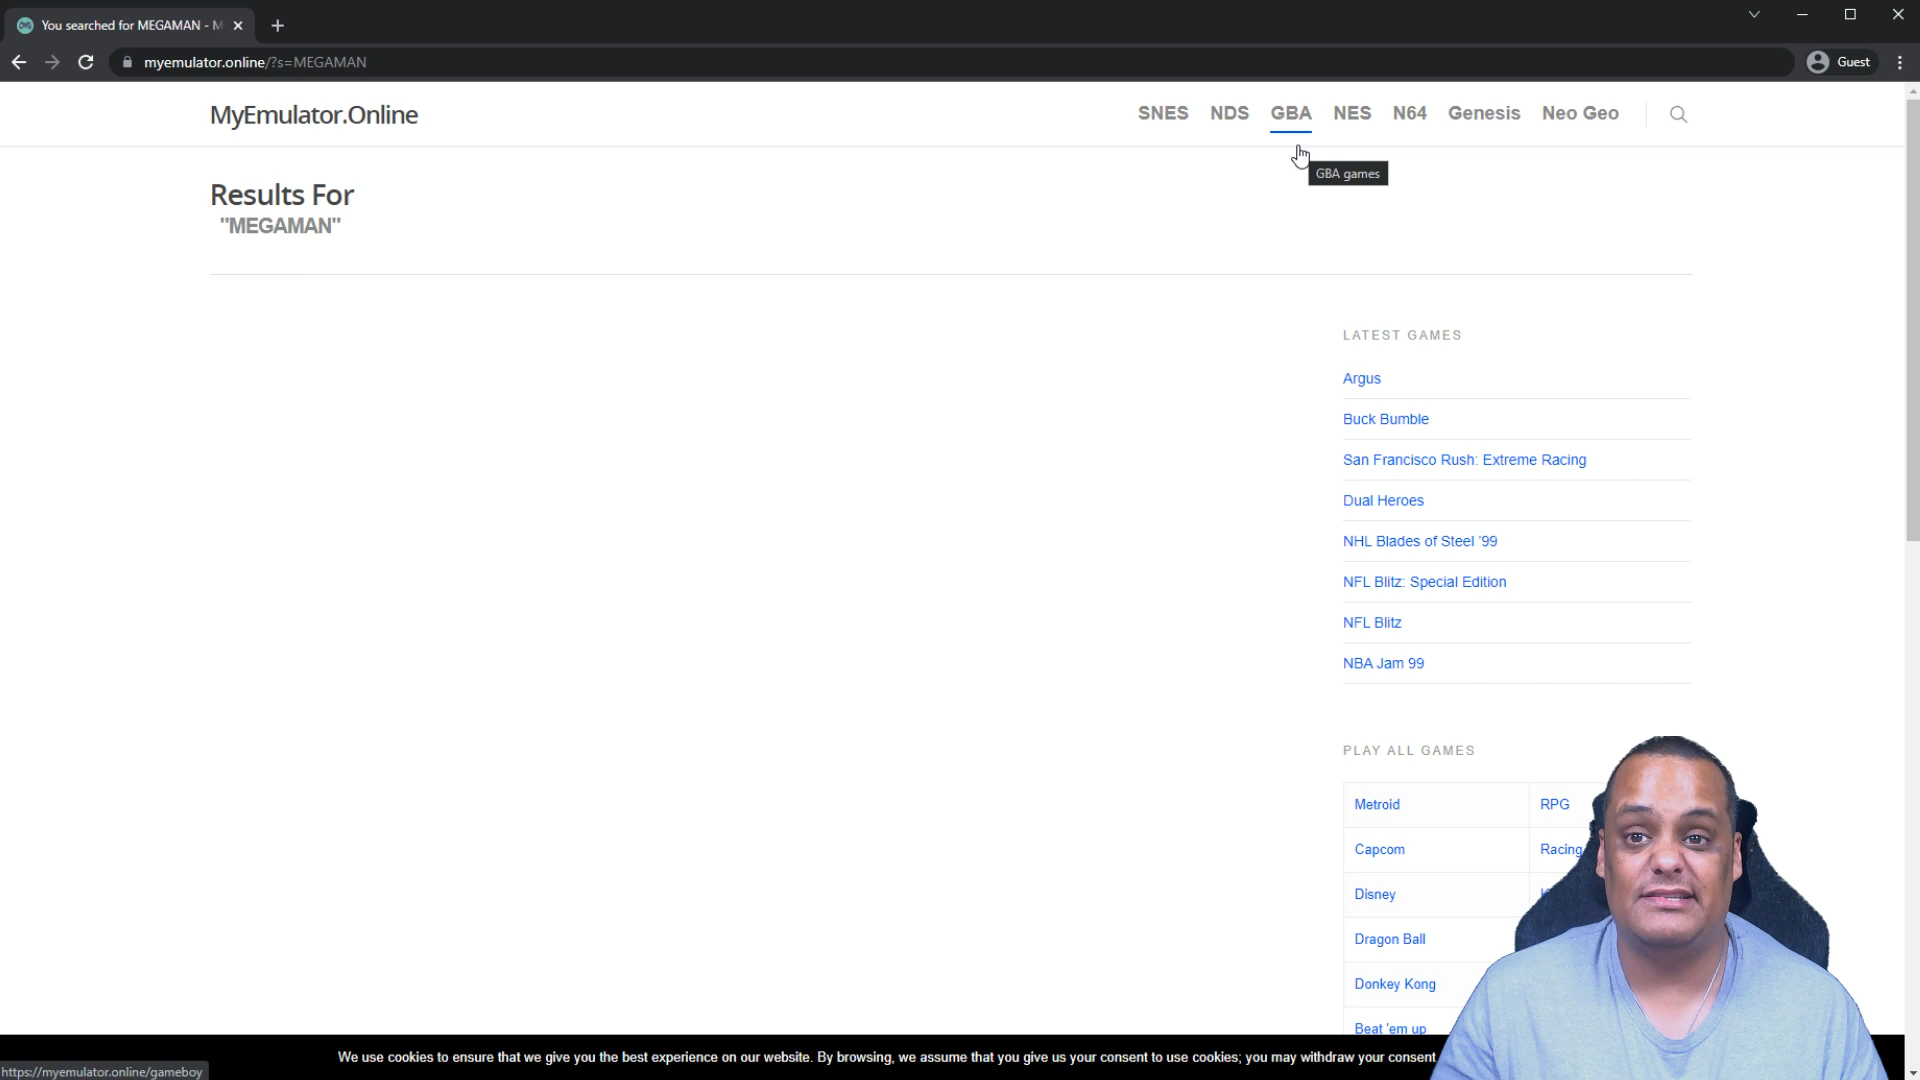 You searched for MEGAMAN - M
myemulator.online/?s=MEGAMAN
Guest
MyEmulator.Online
SNES NDS GBA NES N64 Genesis Neo Geo
GBA games
Results For
"MEGAMAN"
LATEST GAMES
Argus
Buck Bumble
San Francisco Rush: Extreme Racing
Dual Heroes
NHL Blades of Steel '99
NFL Blitz: Special Edition
NFL Blitz
NBA Jam 99
PLAY ALL GAMES
Metroid RPG
Capcom Racing
Disney
Dragon Ball
Donkey Kong
Beat 'em up
We use cookies to ensure that we give you the best experience on our website. By browsing, we assume that you give us your consent to use cookies; you may withdraw your consent
https://myemulator.online/gameboy